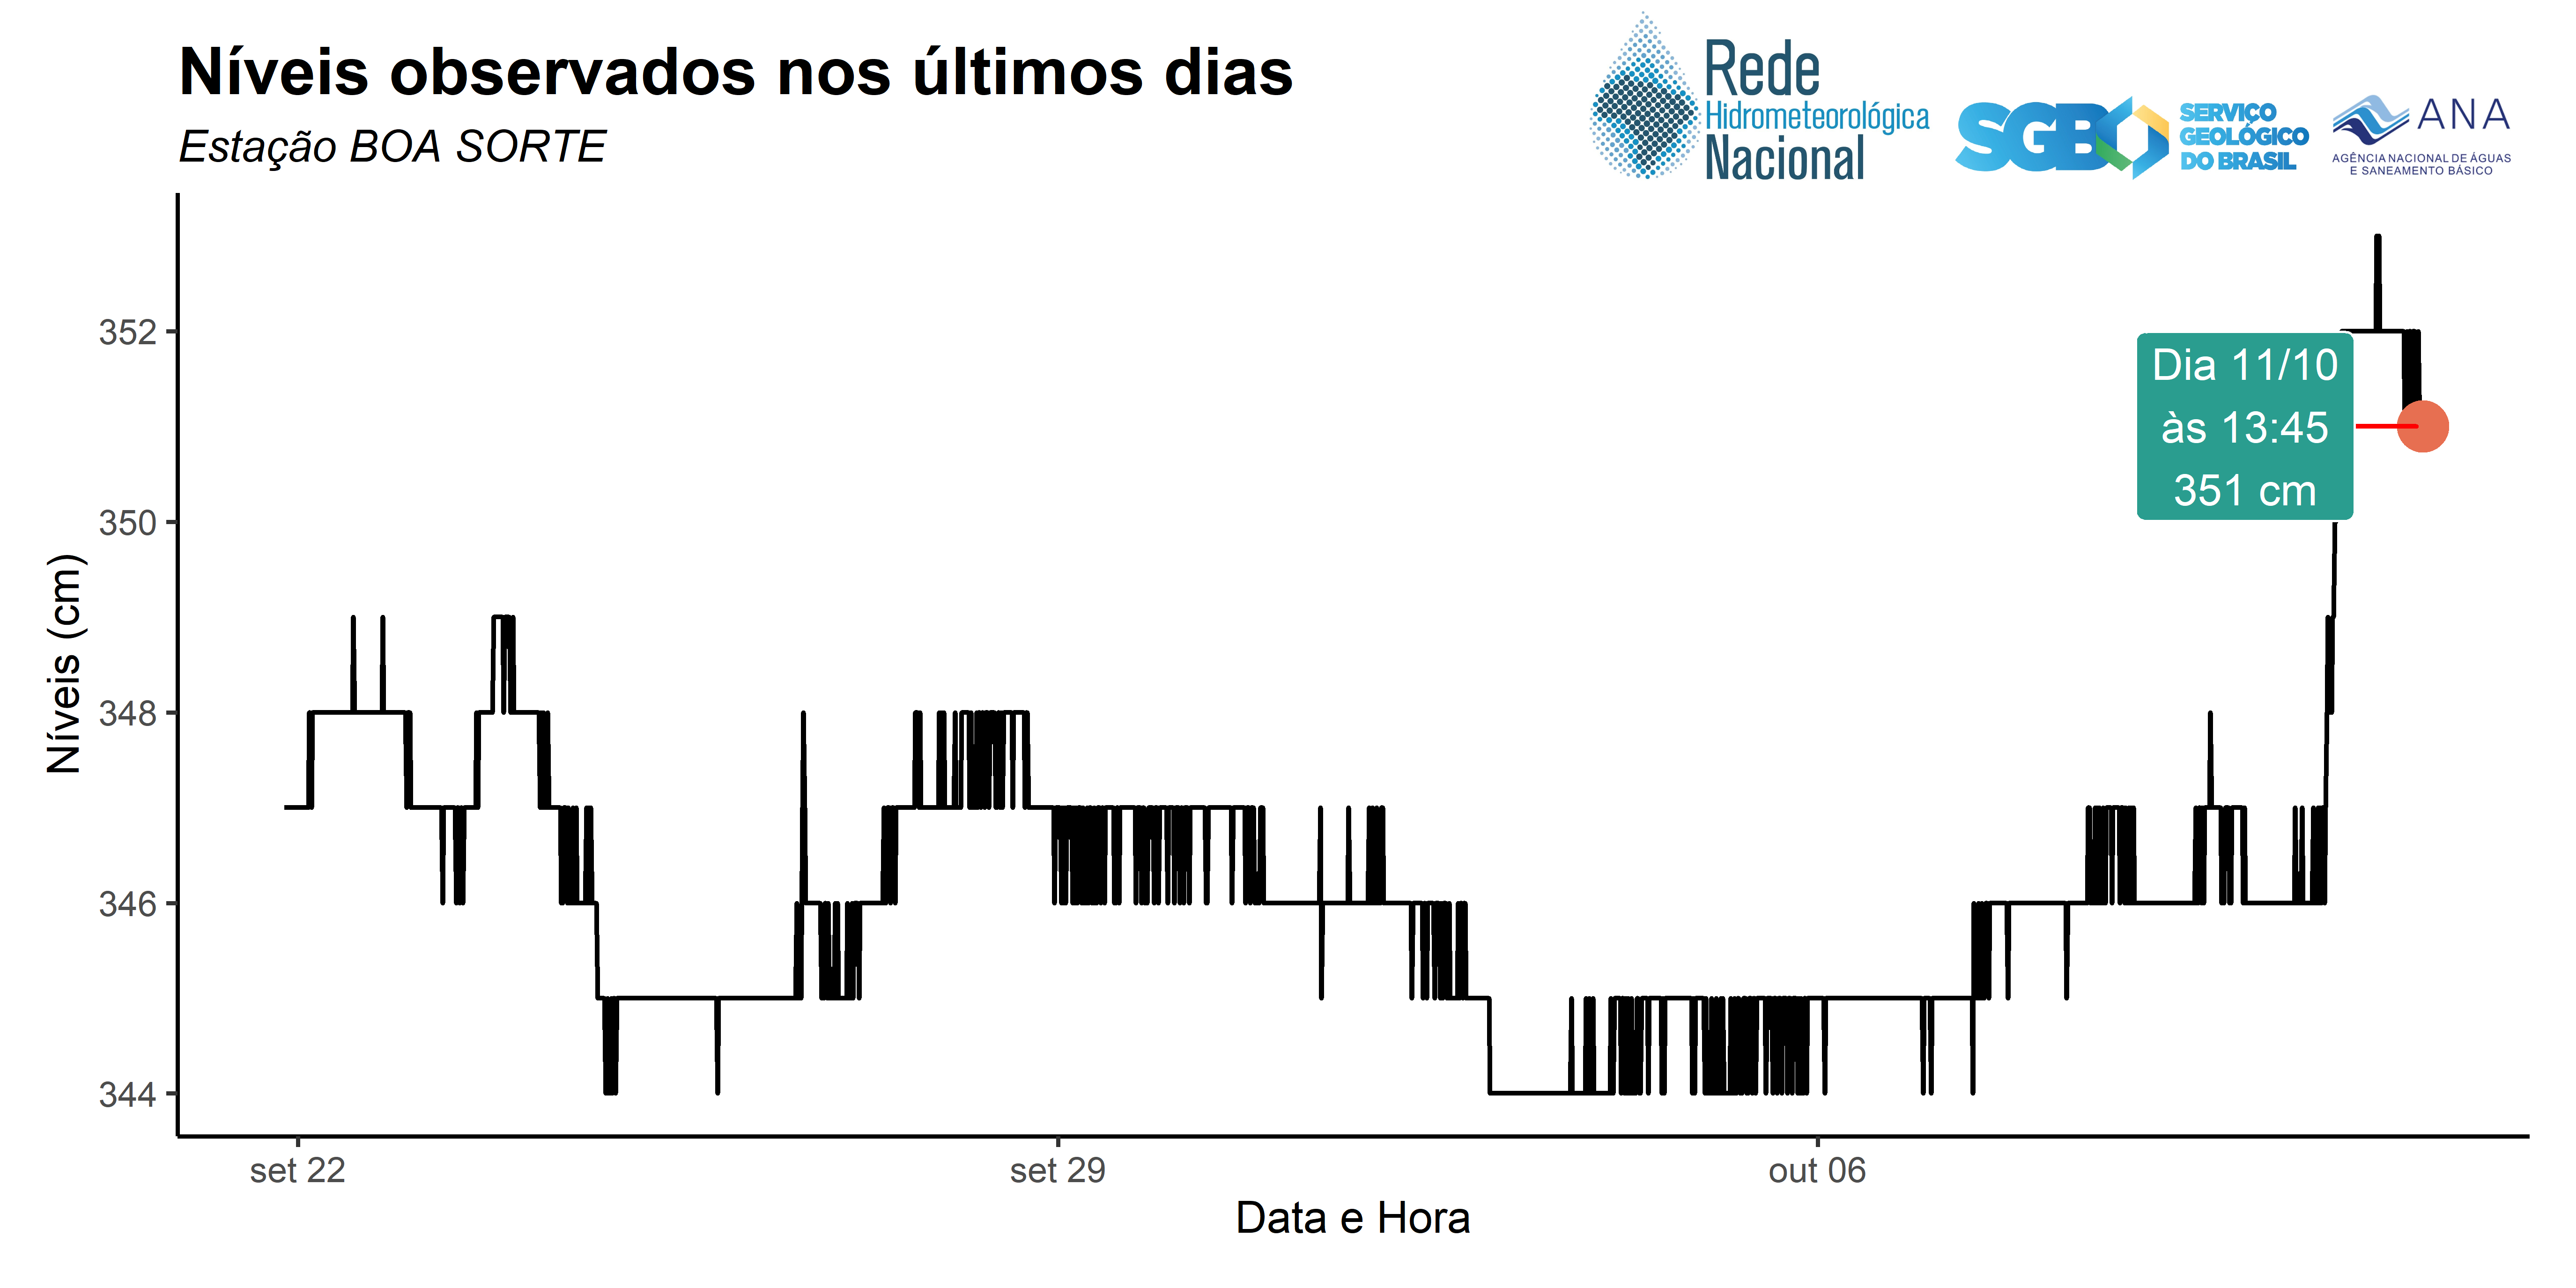 Níveis observados nos últimos dias
Estação BOA SORTE
Rede
Hidrometeorológica
Nacional
SGB
SERVIÇO
GEOLÓGICO
DO BRASIL
ANA
AGÊNCIA NACIONAL DE ÁGUAS
E SANEAMENTO BÁSICO
Níveis (cm)
352
350
348
346
344
Dia 11/10
às 13:45
351 cm
set 22
set 29
out 06
Data e Hora